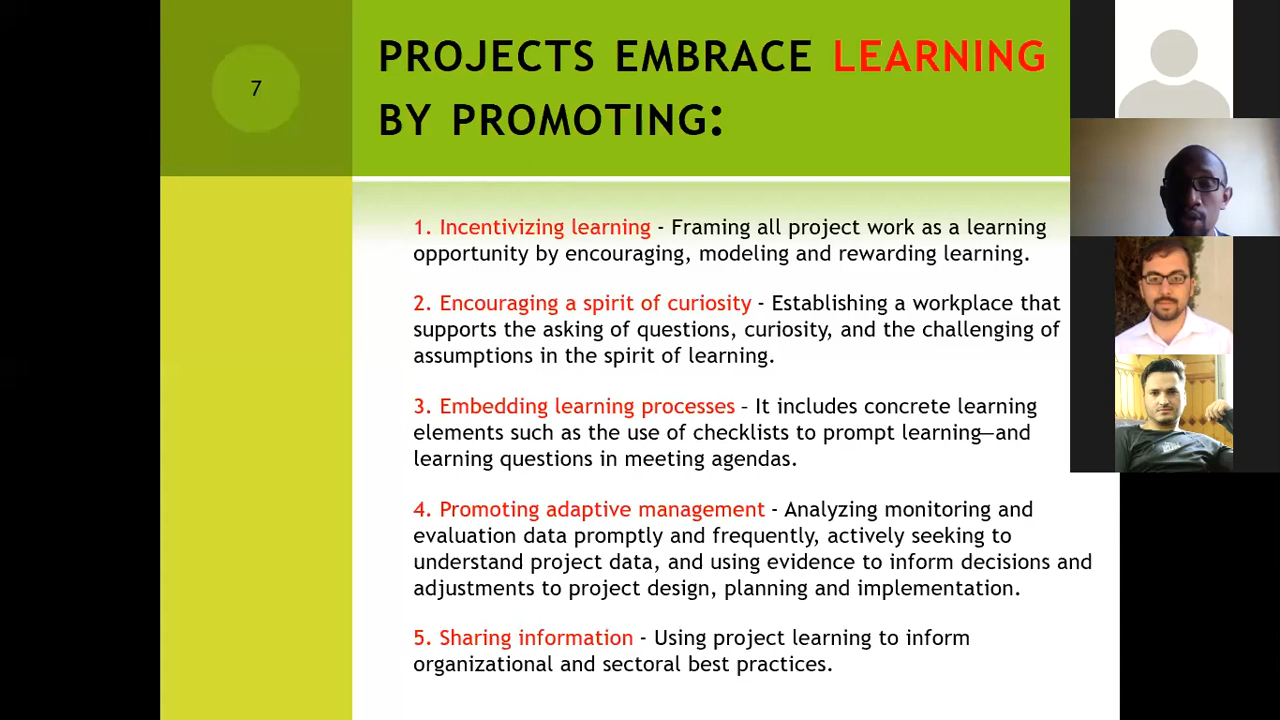 7
PROJECTS EMBRACE LEARNING
BY PROMOTING:
1. Incentivizing learning - Framing all project work as a learning
opportunity by encouraging, modeling and rewarding learning.
2. Encouraging a spirit of curiosity - Establishing a workplace that
supports the asking of questions, curiosity, and the challenging of
assumptions in the spirit of learning.
3. Embedding learning processes – It includes concrete learning
elements such as the use of checklists to prompt learning—and
learning questions in meeting agendas.
4. Promoting adaptive management - Analyzing monitoring and
evaluation data promptly and frequently, actively seeking to
understand project data, and using evidence to inform decisions and
adjustments to project design, planning and implementation.
5. Sharing information - Using project learning to inform
organizational and sectoral best practices.